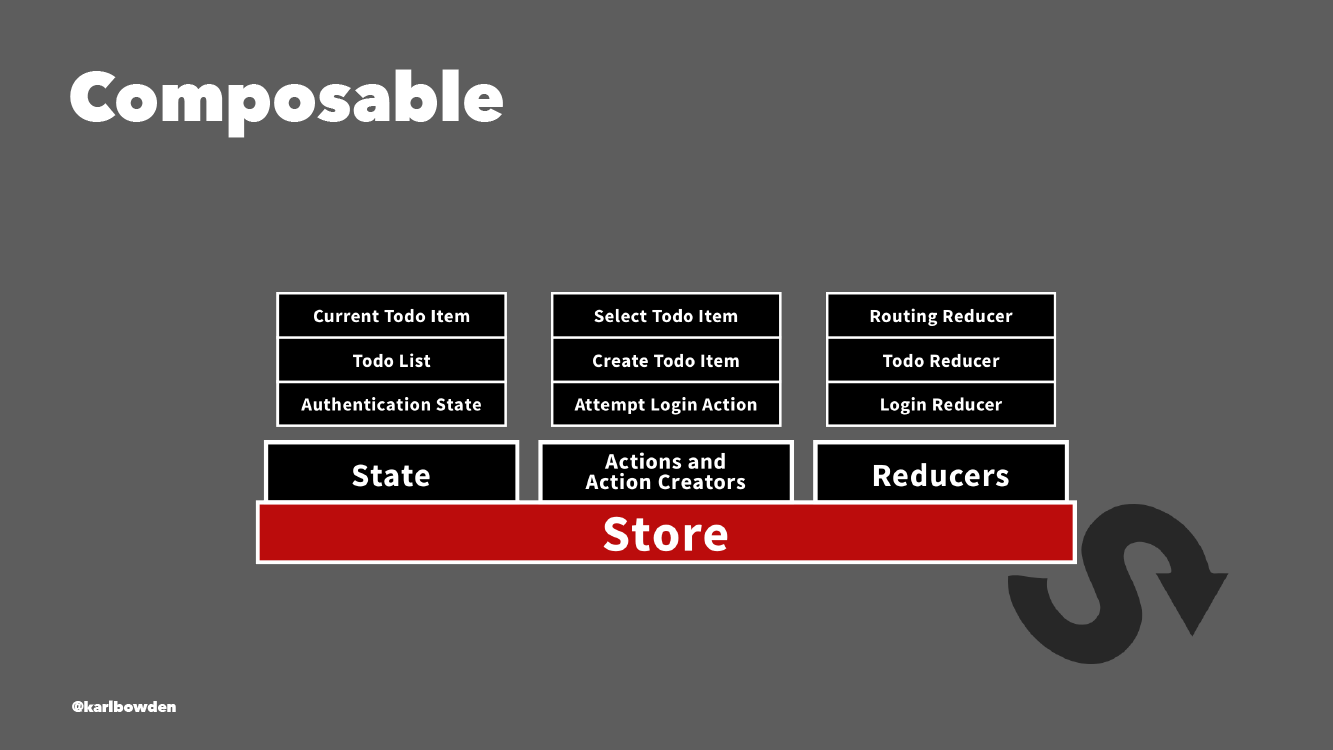 Composable
Current Todo Item
Todo List
Authentication State
State
Select Todo Item
Create Todo Item
Attempt Login Action
Actions and
Action Creators
Routing Reducer
Todo Reducer
Login Reducer
Reducers
Store
@karlbowden